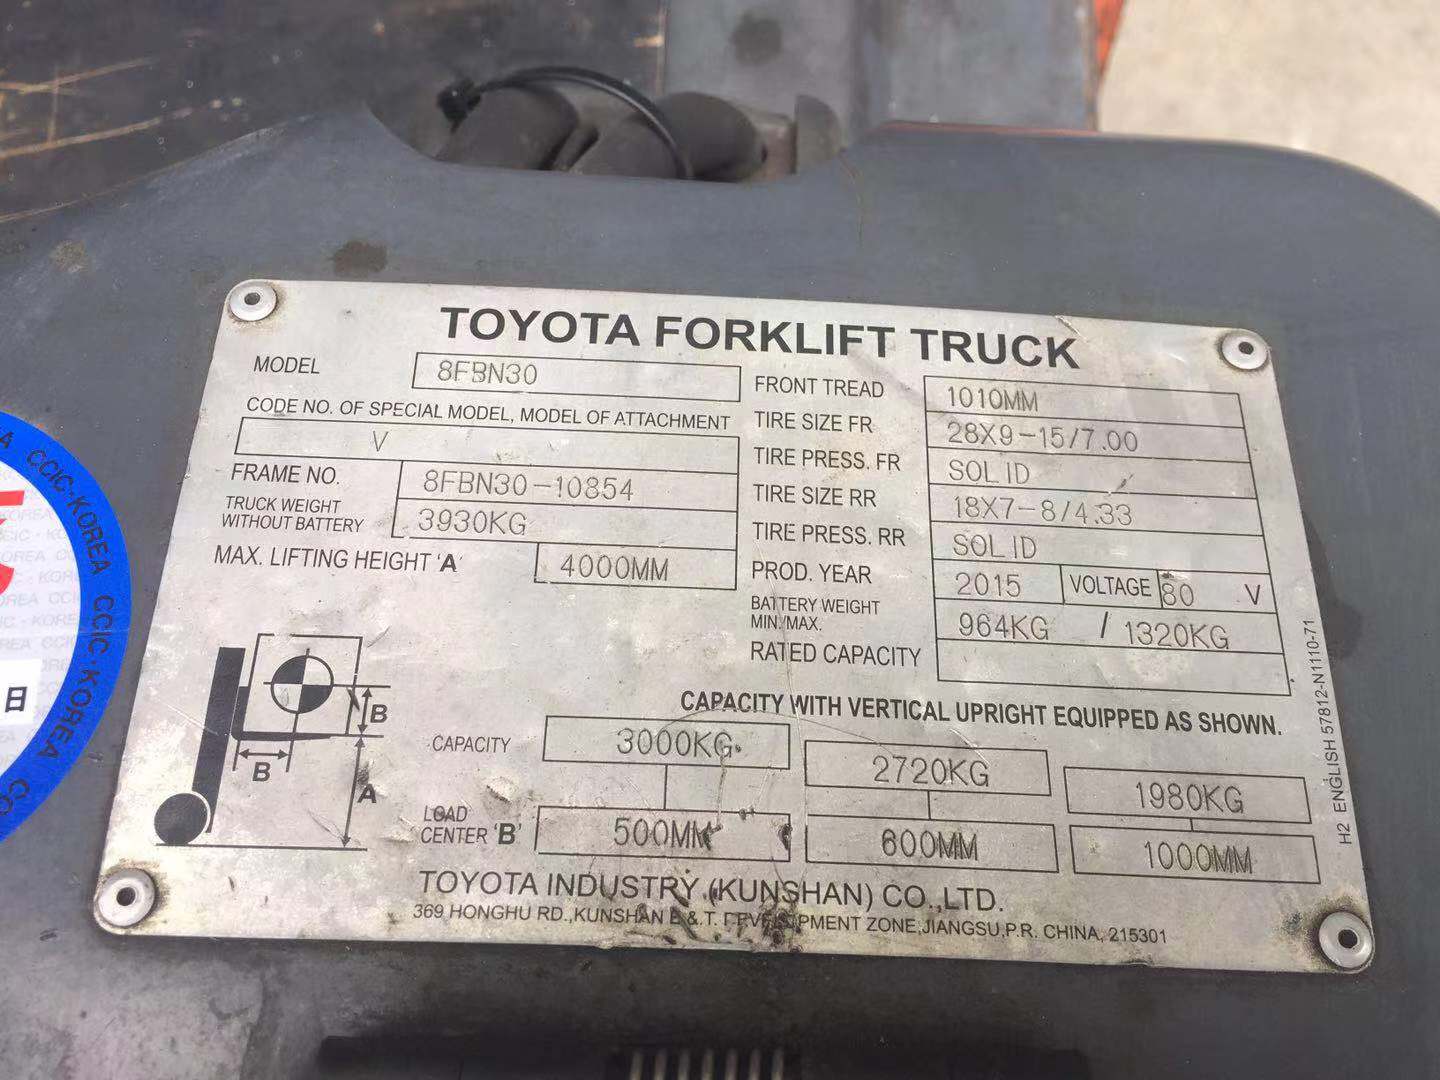 TOYOTA FORKLIFT TRUCK
MODEL 8FBN30
CODE NO. OF SPECIAL MODEL, MODEL OF ATTACHMENT
V
FRAME NO. 8FBN30-10854
TRUCK WEIGHT WITHOUT BATTERY 3930KG
MAX. LIFTING HEIGHT 'A' 4000MM
FRONT TREAD 1010MM
TIRE SIZE FR 28X9-15/7.00
TIRE PRESS. FR SOLID
TIRE SIZE RR 18X7-8/4.33
TIRE PRESS. RR SOLID
PROD. YEAR 2015 VOLTAGE 80 V
BATTERY WEIGHT MIN./MAX. 964KG / 1320KG
RATED CAPACITY
CAPACITY WITH VERTICAL UPRIGHT EQUIPPED AS SHOWN.
B
B
A
CAPACITY 3000KG 2720KG 1980KG
LOAD CENTER 'B' 500MM 600MM 1000MM
TOYOTA INDUSTRY (KUNSHAN) CO.,LTD.
369 HONGHU RD.,KUNSHAN E & T. DEVELOPMENT ZONE,JIANGSU,P.R. CHINA, 215301
H2 ENGLISH 57812-N1110-71
CCIC·KOREA CCIC·KOREA
日